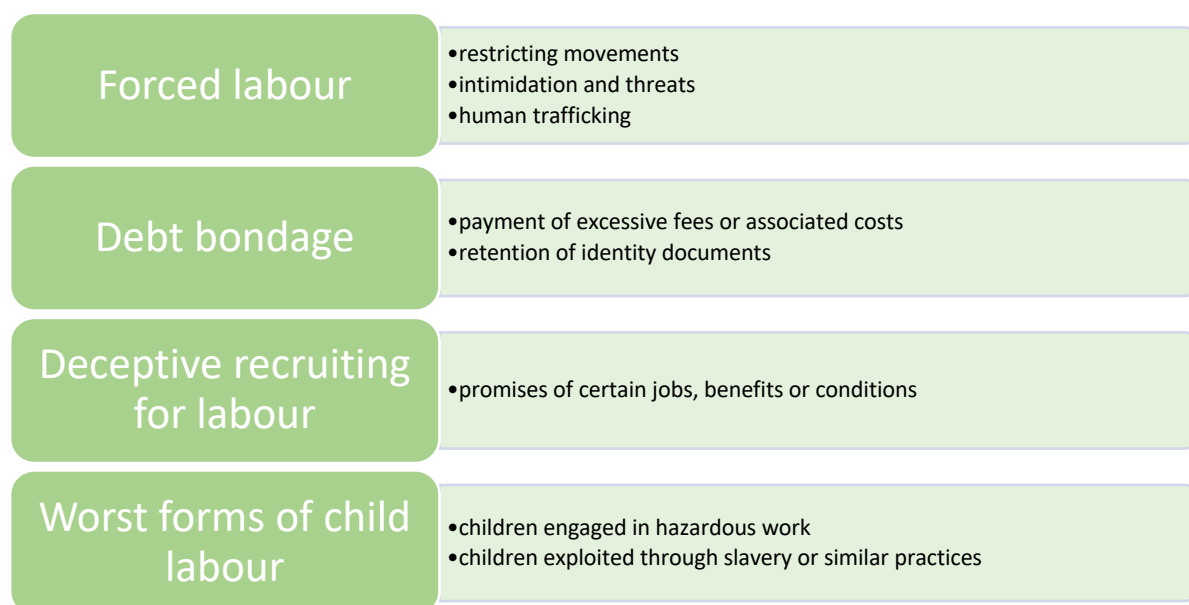 Forced labour
•restricting movements
•intimidation and threats
•human trafficking
Debt bondage
•payment of excessive fees or associated costs
•retention of identity documents
Deceptive recruiting
for labour
•promises of certain jobs, benefits or conditions
Worst forms of child
labour
•children engaged in hazardous work
•children exploited through slavery or similar practices